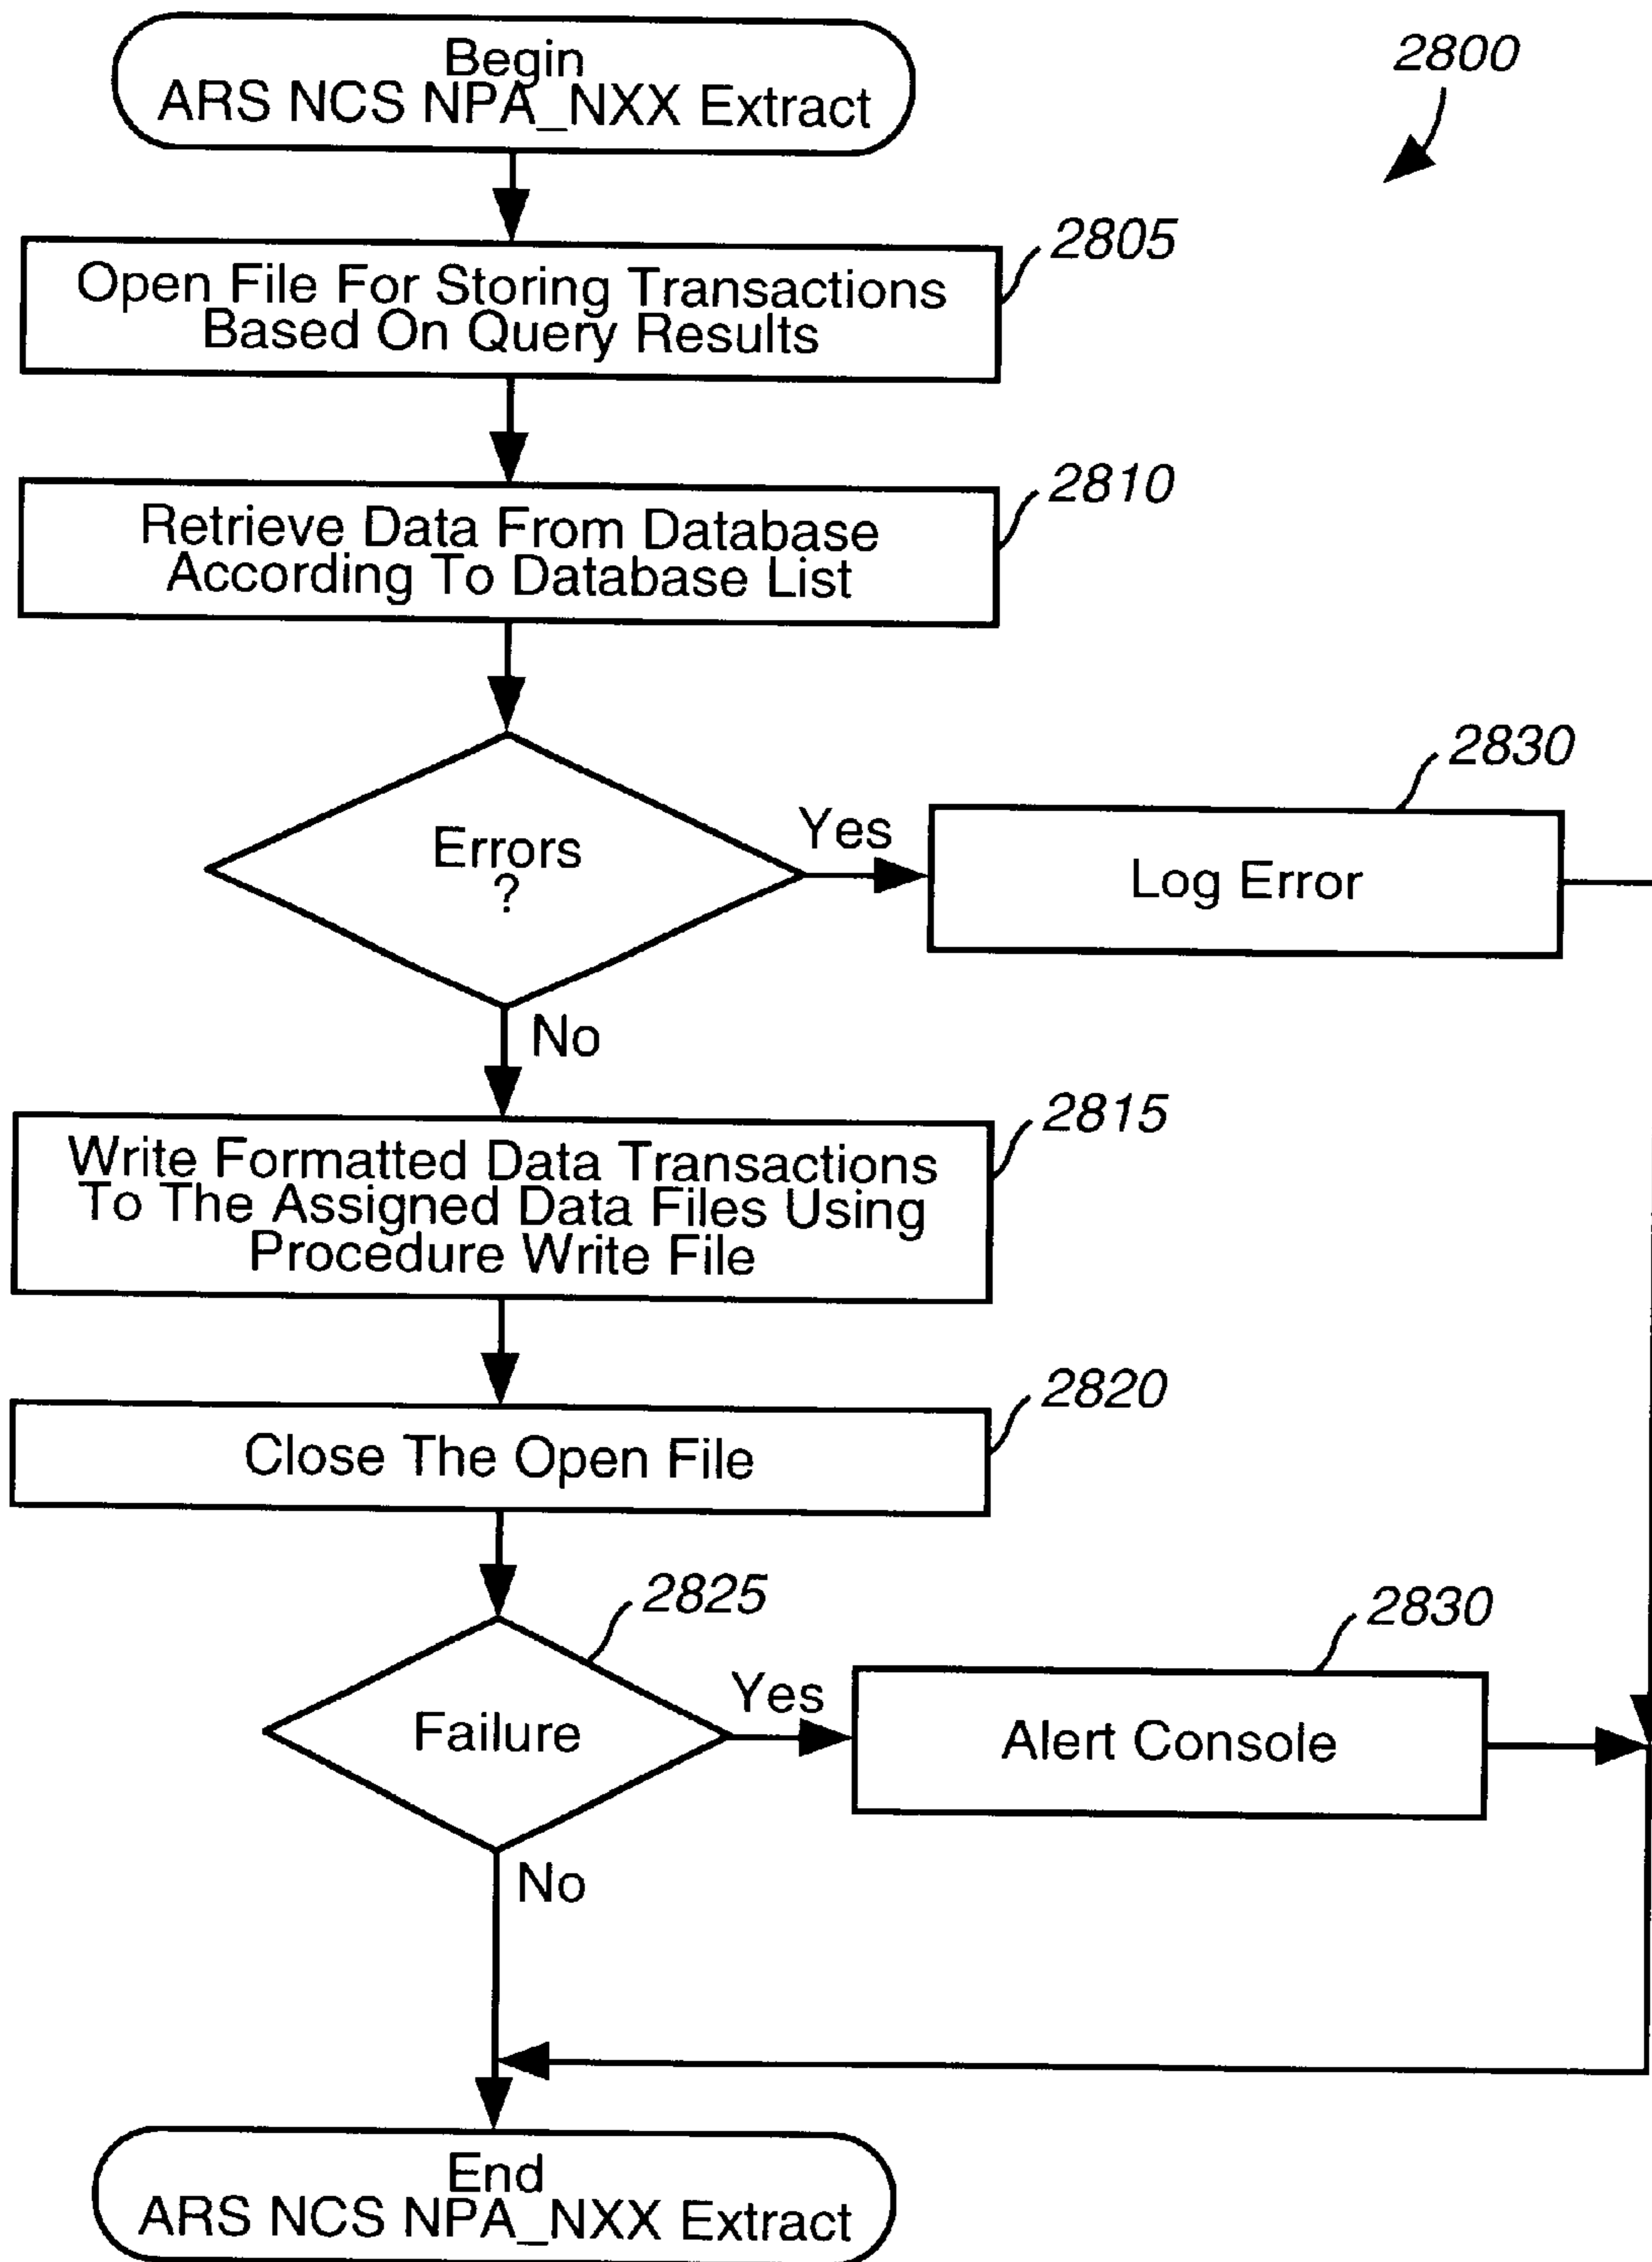 Begin
ARS NCS NPA_NXX Extract
2800
2805
Open File For Storing Transactions
Based On Query Results
2810
Retrieve Data From Database
According To Database List
Errors
?
Yes
2830
Log Error
No
2815
Write Formatted Data Transactions
To The Assigned Data Files Using
Procedure Write File
2820
Close The Open File
2825
Failure
Yes
2830
Alert Console
No
End
ARS NCS NPA_NXX Extract